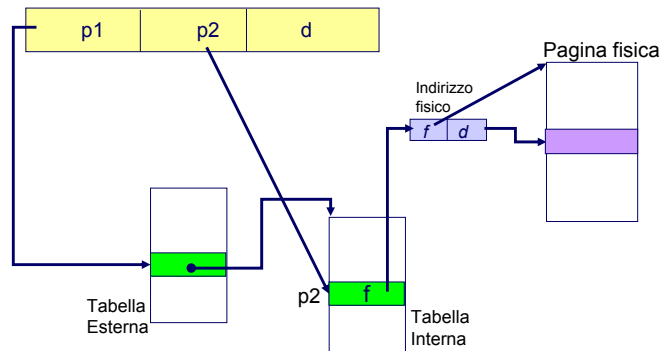 p1 p2 d
Pagina fisica
Indirizzo
fisico
f d
p2 f
Tabella
Esterna
Tabella
Interna